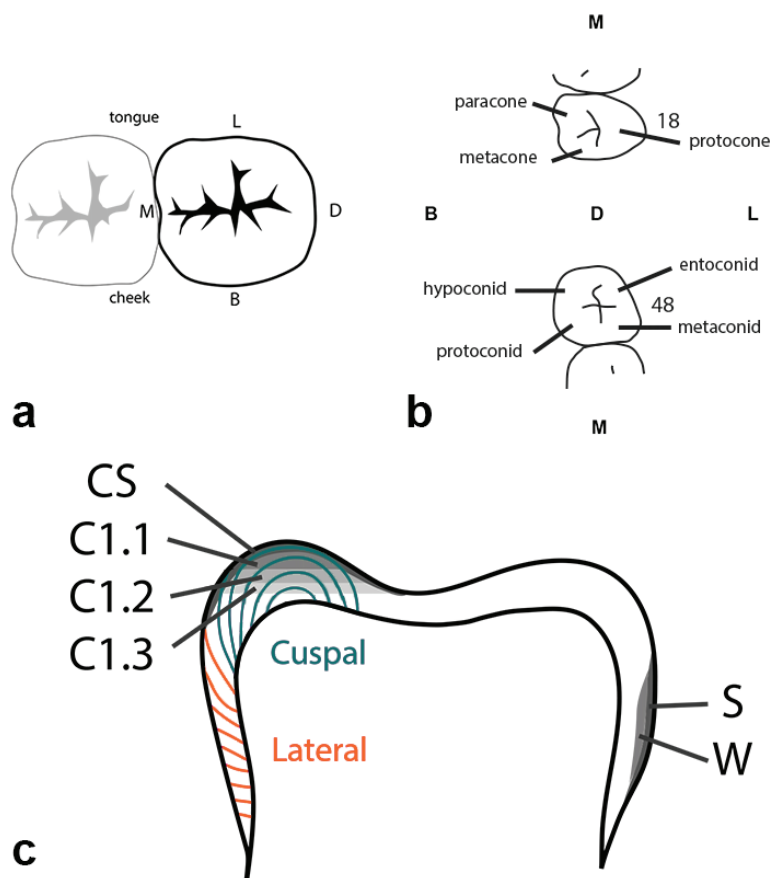 tongue
L
M
D
cheek
B
a
M
paracone
18
protocone
metacone
B
D
L
entoconid
hypoconid
48
metaconid
protoconid
b
M
CS
C1.1
C1.2
C1.3
Cuspal
S
Lateral
W
c